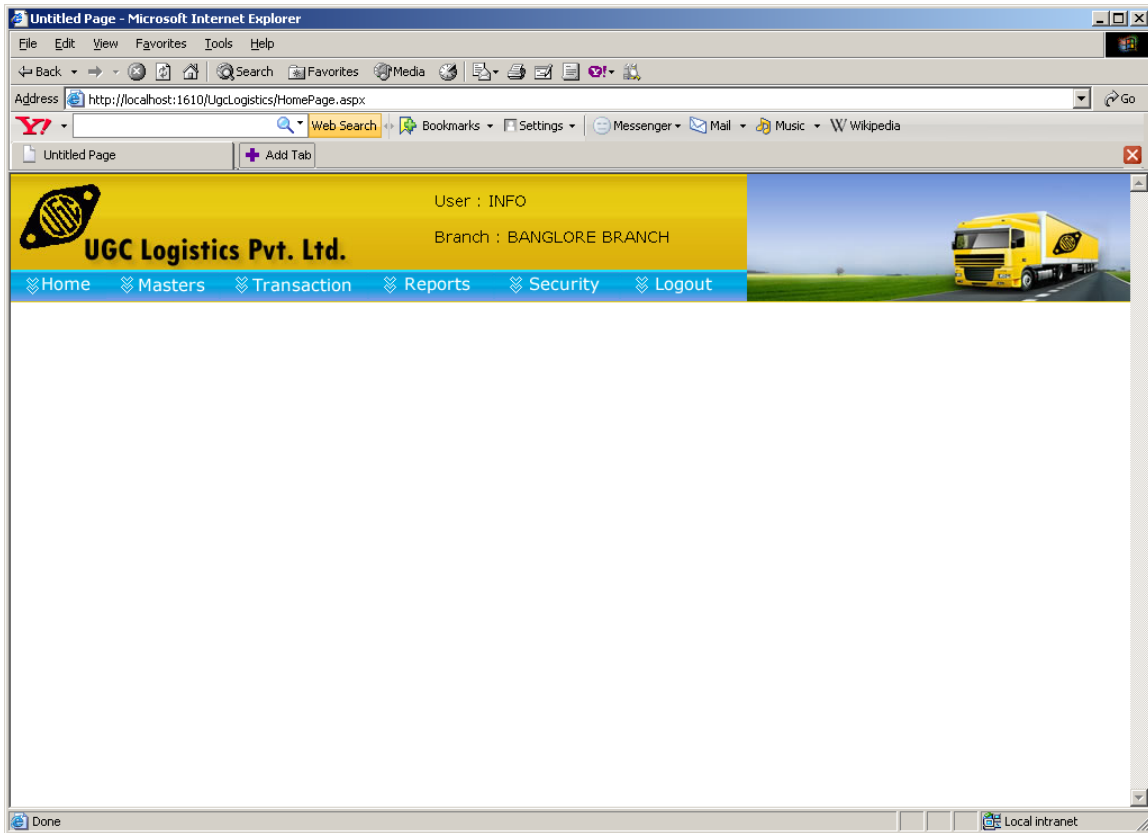 Untitled Page - Microsoft Internet Explorer
File Edit View Favorites Tools Help
Back Search Favorites Media
Address http://localhost:1610/UgcLogistics/HomePage.aspx Go
Y! Web Search Bookmarks Settings Messenger Mail Music W Wikipedia
Untitled Page Add Tab
User : INFO
Branch : BANGLORE BRANCH
UGC Logistics Pvt. Ltd.
Home Masters Transaction Reports Security Logout
Done Local intranet